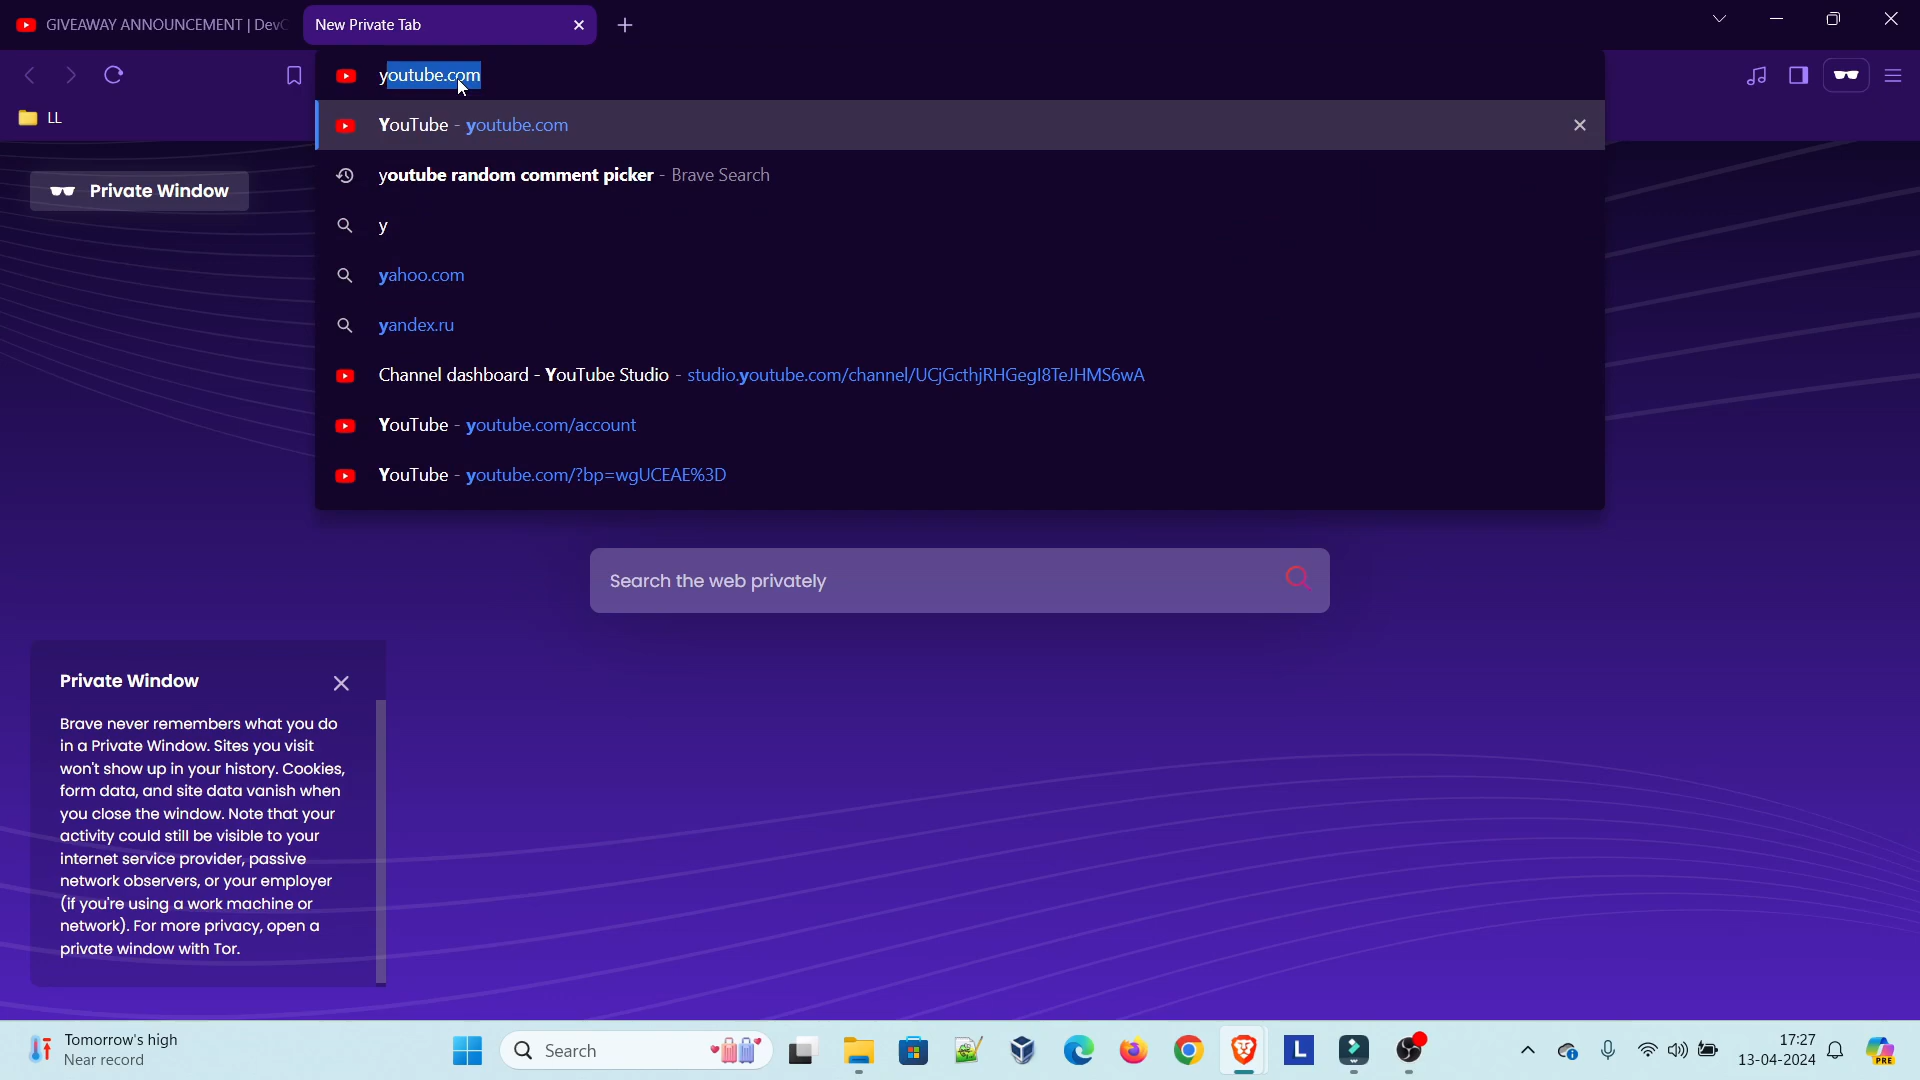 GIVEAWAY ANNOUNCEMENT | Dev
New Private Tab
youtube.com
LL
YouTube - youtube.com
youtube random comment picker - Brave Search
y
yahoo.com
yandex.ru
Channel dashboard - YouTube Studio - studio.youtube.com/channel/UCjGcthjRHGegI8TeJHMS6wA
YouTube - youtube.com/account
YouTube - youtube.com/?bp=wgUCEAE%3D
Private Window
Search the web privately
Private Window
Brave never remembers what you do
in a Private Window. Sites you visit
won't show up in your history. Cookies,
form data, and site data vanish when
you close the window. Note that your
activity could still be visible to your
internet service provider, passive
network observers, or your employer
(if you're using a work machine or
network). For more privacy, open a
private window with Tor.
Tomorrow's high
Near record
Search
L
17:27
13-04-2024
PRE